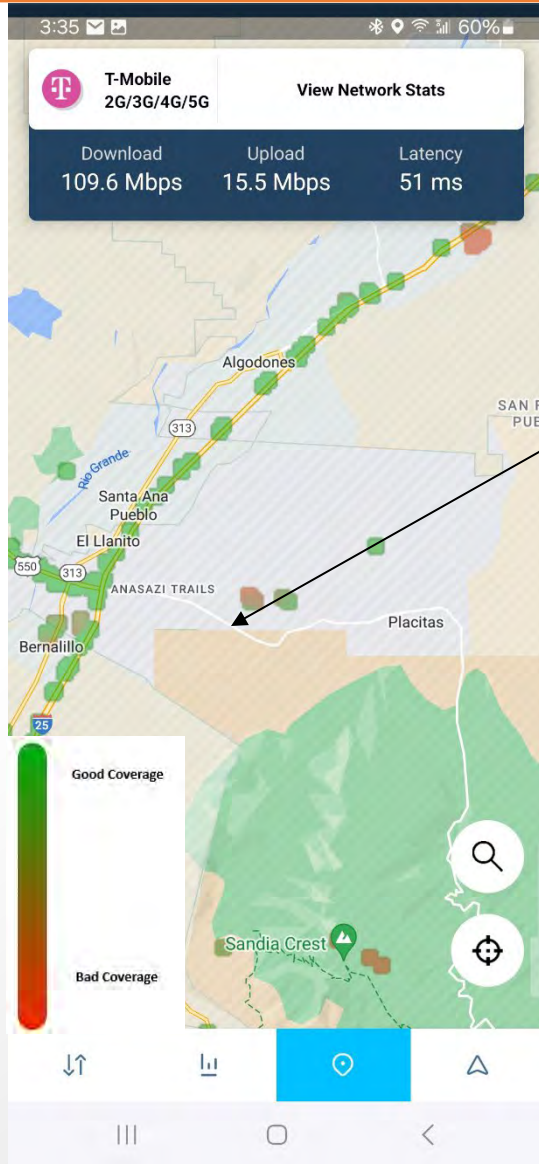 3:35
60%
T-Mobile
2G/3G/4G/5G
View Network Stats
Download
109.6 Mbps
Upload
15.5 Mbps
Latency
51 ms
Algodones
SAN F
PUE
313
Rio Grande
Santa Ana
Pueblo
El Llanito
550
313
ANASAZI TRAILS
Placitas
Bernalillo
25
Good Coverage
Bad Coverage
Sandia Crest